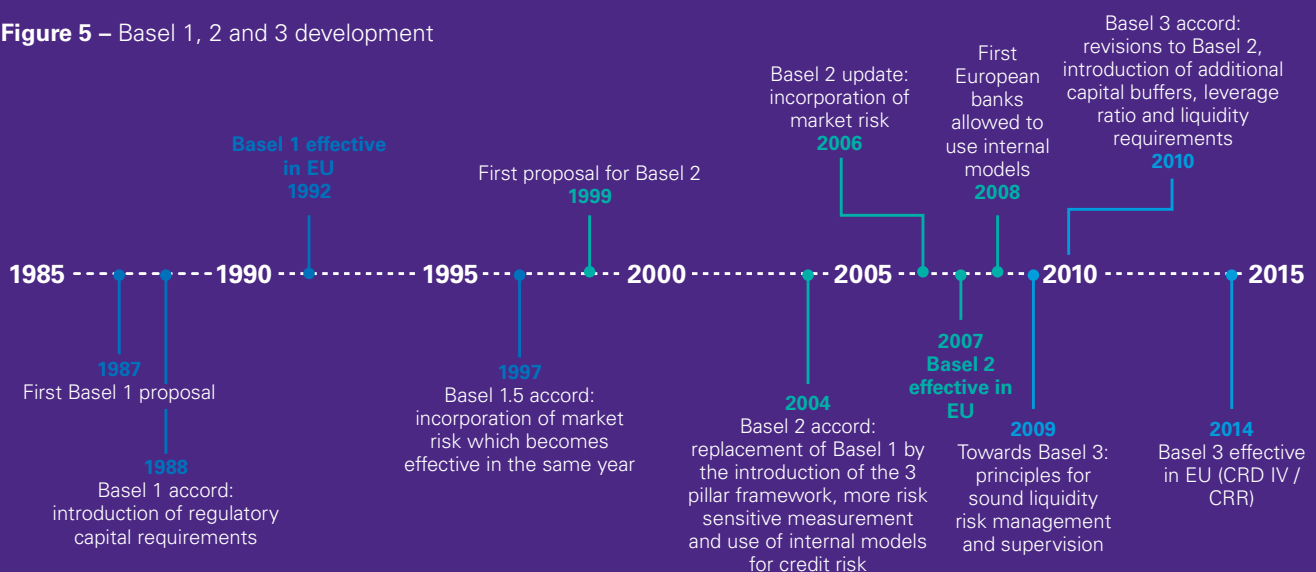 Figure 5 – Basel 1, 2 and 3 development
Basel 1 effective
in EU
1992
First proposal for Basel 2
1999
Basel 2 update:
incorporation of
market risk
2006
First
European
banks
allowed to
use internal
models
2008
Basel 3 accord:
revisions to Basel 2,
introduction of additional
capital buffers, leverage
ratio and liquidity
requirements
2010
1985 1990 1995 2000 2005 2010 2015
1987
First Basel 1 proposal
1988
Basel 1 accord:
introduction of regulatory
capital requirements
1997
Basel 1.5 accord:
incorporation of market
risk which becomes
effective in the same year
2004
Basel 2 accord:
replacement of Basel 1 by
the introduction of the 3
pillar framework, more risk
sensitive measurement
and use of internal models
for credit risk
2007
Basel 2
effective in
EU
2009
Towards Basel 3:
principles for
sound liquidity
risk management
and supervision
2014
Basel 3 effective
in EU (CRD IV /
CRR)